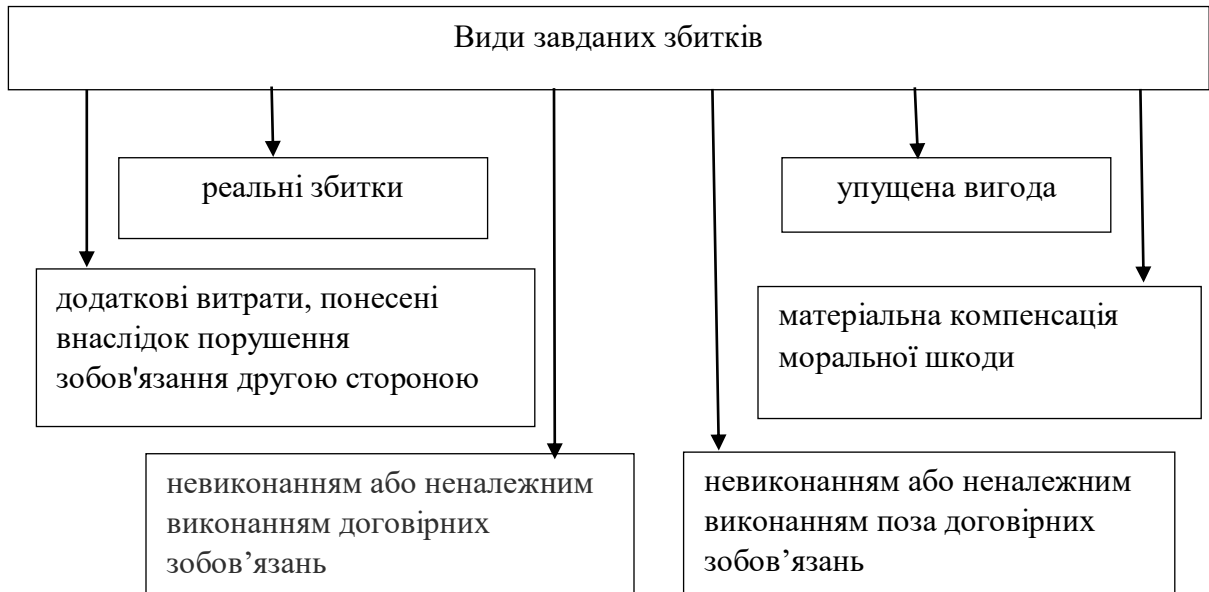 Види завданих збитків
реальні збитки
упущена вигода
додаткові витрати, понесені
внаслідок порушення
зобов'язання другою стороною
матеріальна компенсація
моральної шкоди
невиконанням або неналежним
виконанням договірних
зобов’язань
невиконанням або неналежним
виконанням поза договірних
зобов’язань